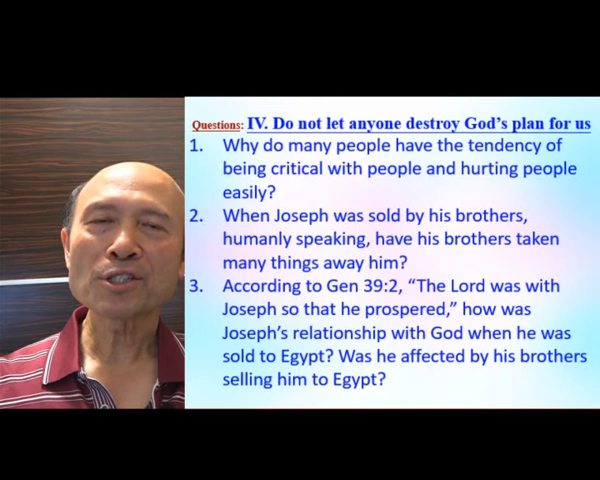 Questions: IV. Do not let anyone destroy God's plan for us
1. Why do many people have the tendency of
being critical with people and hurting people
easily?
2. When Joseph was sold by his brothers,
humanly speaking, have his brothers taken
many things away him?
3. According to Gen 39:2, “The Lord was with
Joseph so that he prospered,” how was
Joseph's relationship with God when he was
sold to Egypt? Was he affected by his brothers
selling him to Egypt?